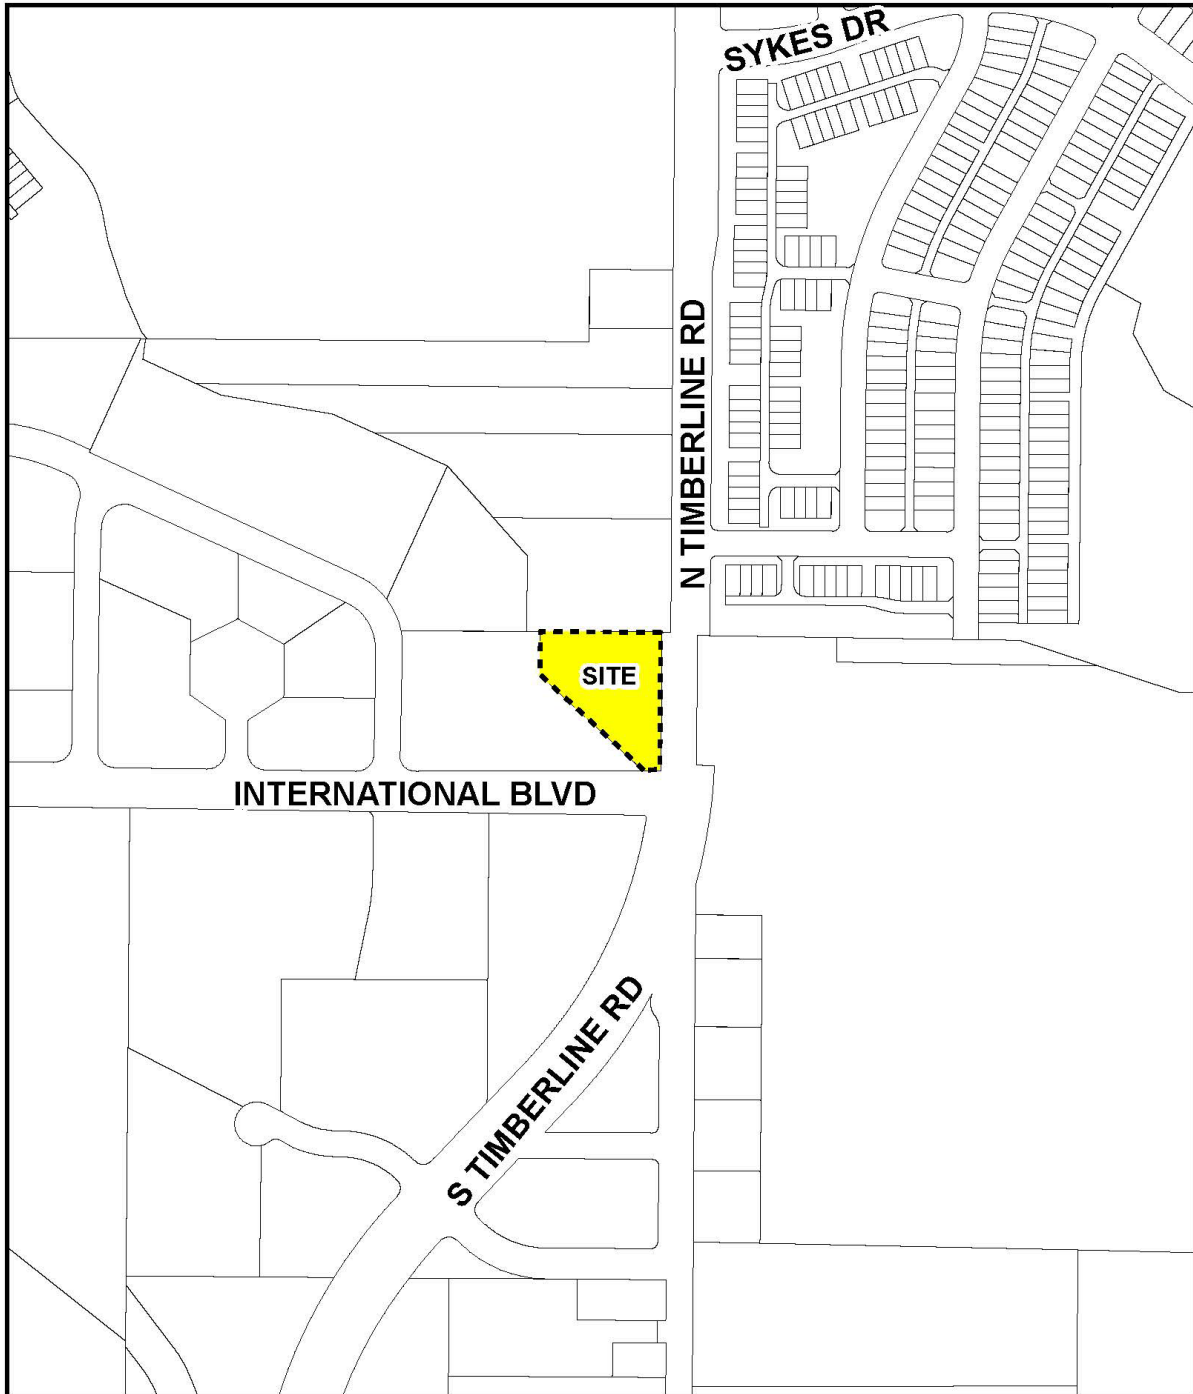 SYKES DR
N TIMBERLINE RD
SITE
INTERNATIONAL BLVD
S TIMBERLINE RD